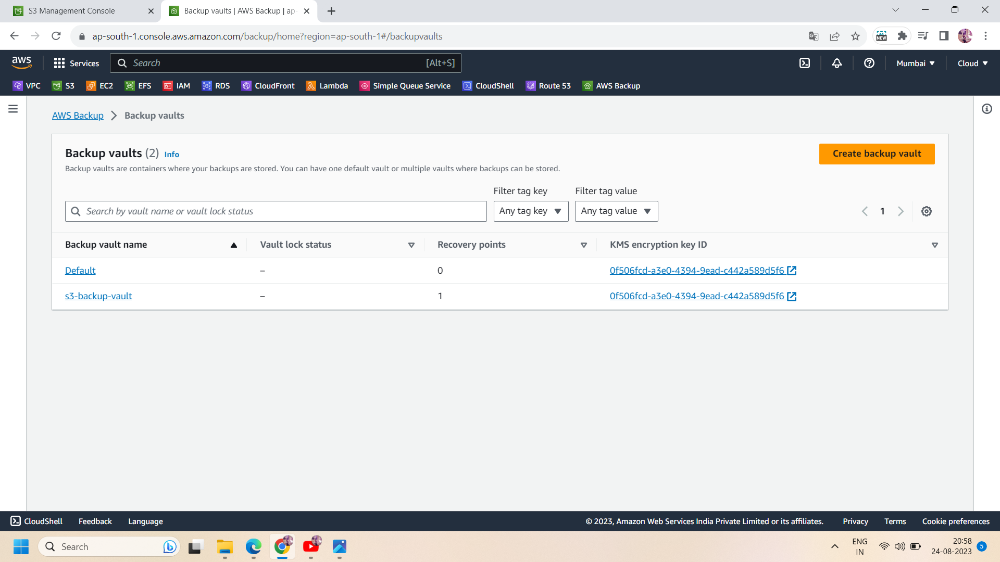 S3 Management Console
Backup vaults | AWS Backup | ap-
ap-south-1.console.aws.amazon.com/backup/home?region=ap-south-1#/backupvaults
NEW
aws
Services
Search
[Alt+S]
Mumbai
Cloud
VPC
S3
EC2
EFS
IAM
RDS
CloudFront
Lambda
Simple Queue Service
CloudShell
Route 53
AWS Backup
AWS Backup
Backup vaults
Backup vaults (2) Info
Create backup vault
Backup vaults are containers where your backups are stored. You can have one default vault or multiple vaults where backups can be stored.
Filter tag key
Filter tag value
Search by vault name or vault lock status
Any tag key
Any tag value
1
Backup vault name
Vault lock status
Recovery points
KMS encryption key ID
Default
–
0
0f506fcd-a3e0-4394-9ead-c442a589d5f6
s3-backup-vault
–
1
0f506fcd-a3e0-4394-9ead-c442a589d5f6
CloudShell
Feedback
Language
© 2023, Amazon Web Services India Private Limited or its affiliates.
Privacy
Terms
Cookie preferences
Search
ENG
IN
20:58
24-08-2023
5